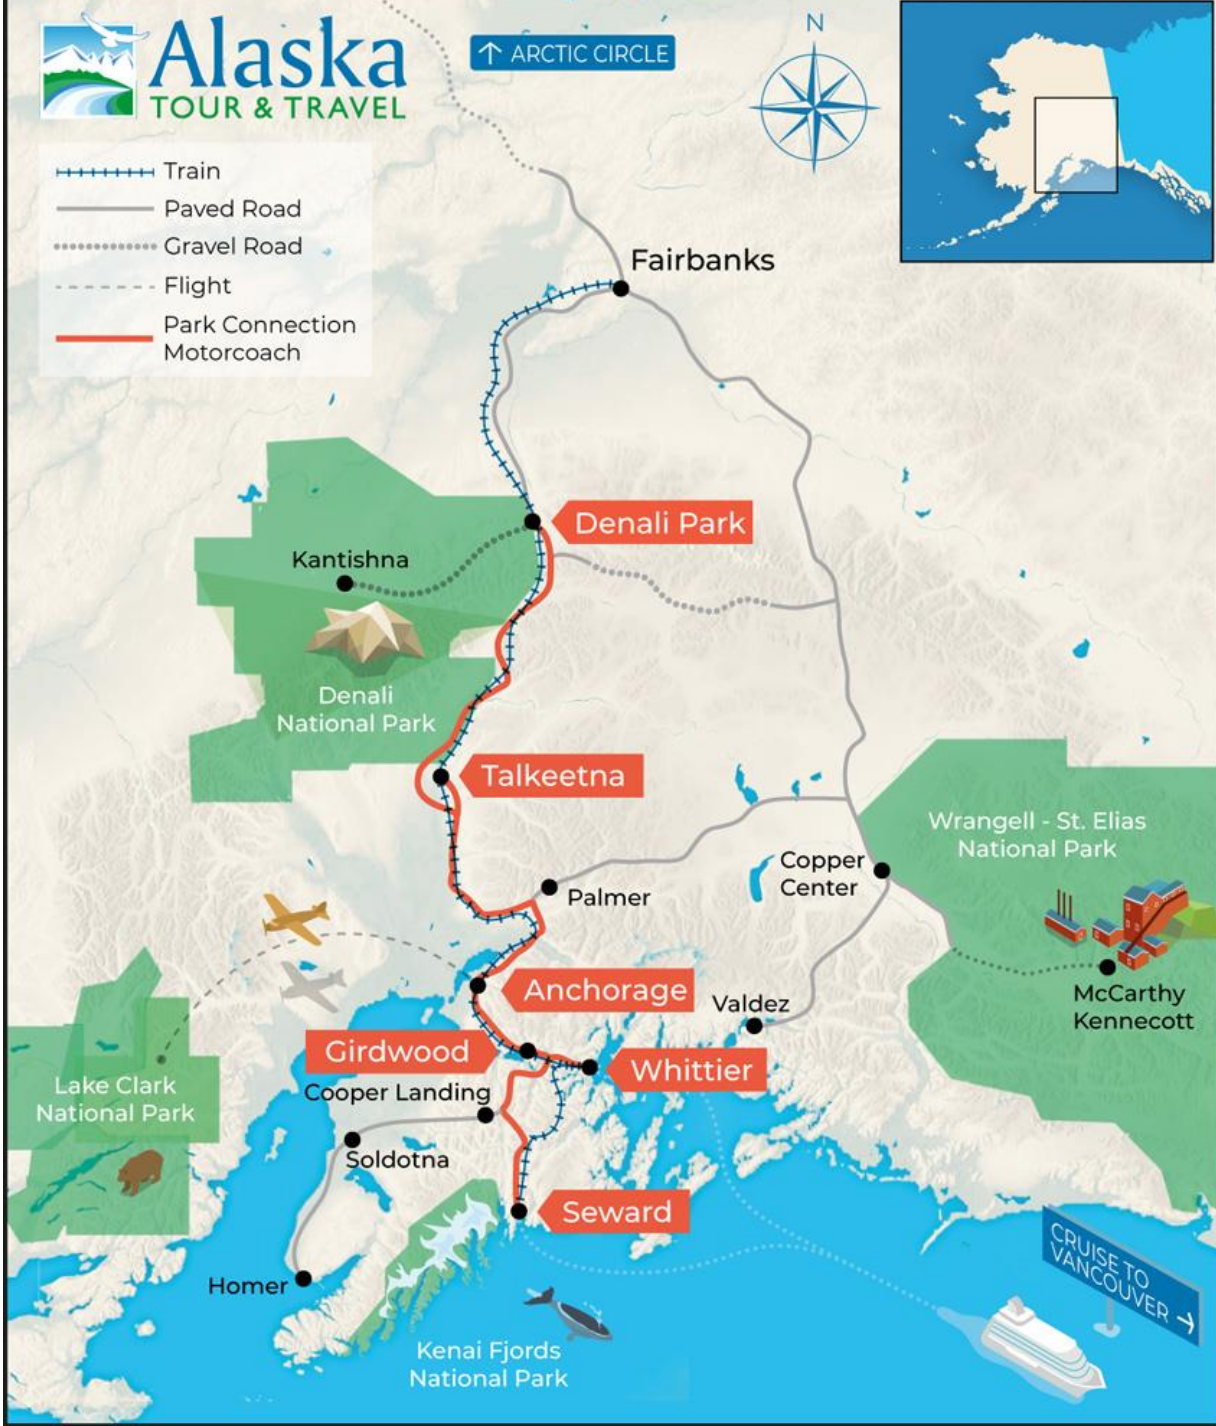 Alaska
TOUR & TRAVEL
↑ ARCTIC CIRCLE
N
Train
Paved Road
Gravel Road
Flight
Park Connection
Motorcoach
Fairbanks
Denali Park
Kantishna
Denali
National Park
Talkeetna
Wrangell - St. Elias
National Park
Copper
Center
Palmer
McCarthy
Kennecott
Anchorage
Valdez
Girdwood
Whittier
Lake Clark
National Park
Cooper Landing
Soldotna
Seward
Homer
CRUISE TO
VANCOUVER →
Kenai Fjords
National Park